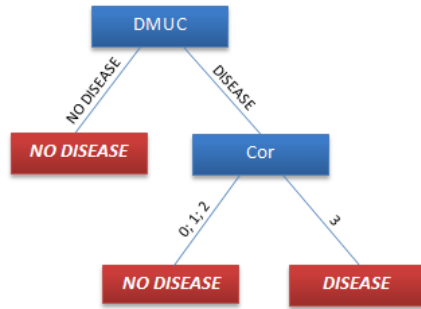 DMUC
NO DISEASE
DISEASE
NO DISEASE
Cor
0; 1; 2
3
NO DISEASE
DISEASE